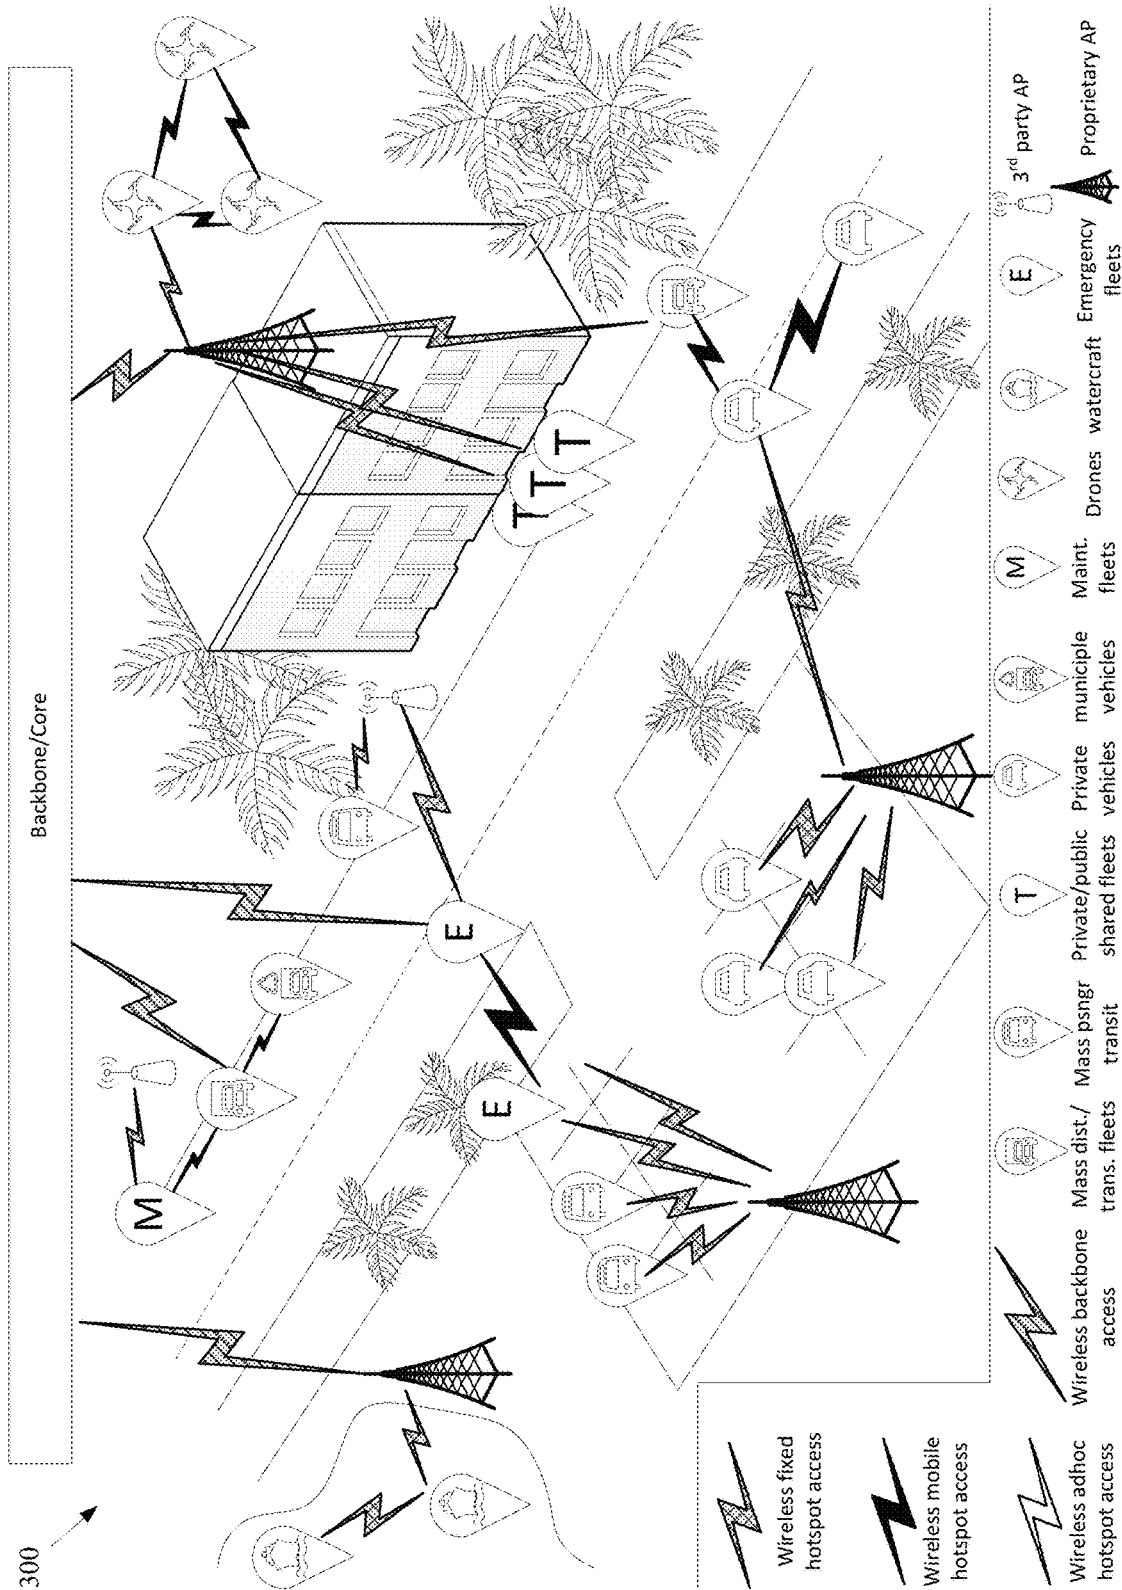 300
Backbone/Core
M
E
E
T
T
T
Wireless fixed
hotspot access
Wireless mobile
hotspot access
Wireless adhoc
hotspot access
Wireless backbone
access
Mass dist./
trans. fleets
Mass psngr
transit
T
Private/public
shared fleets
Private
vehicles
municiple
vehicles
M
Maint.
fleets
Drones
watercraft
E
Emergency
fleets
3rd party AP
Proprietary AP